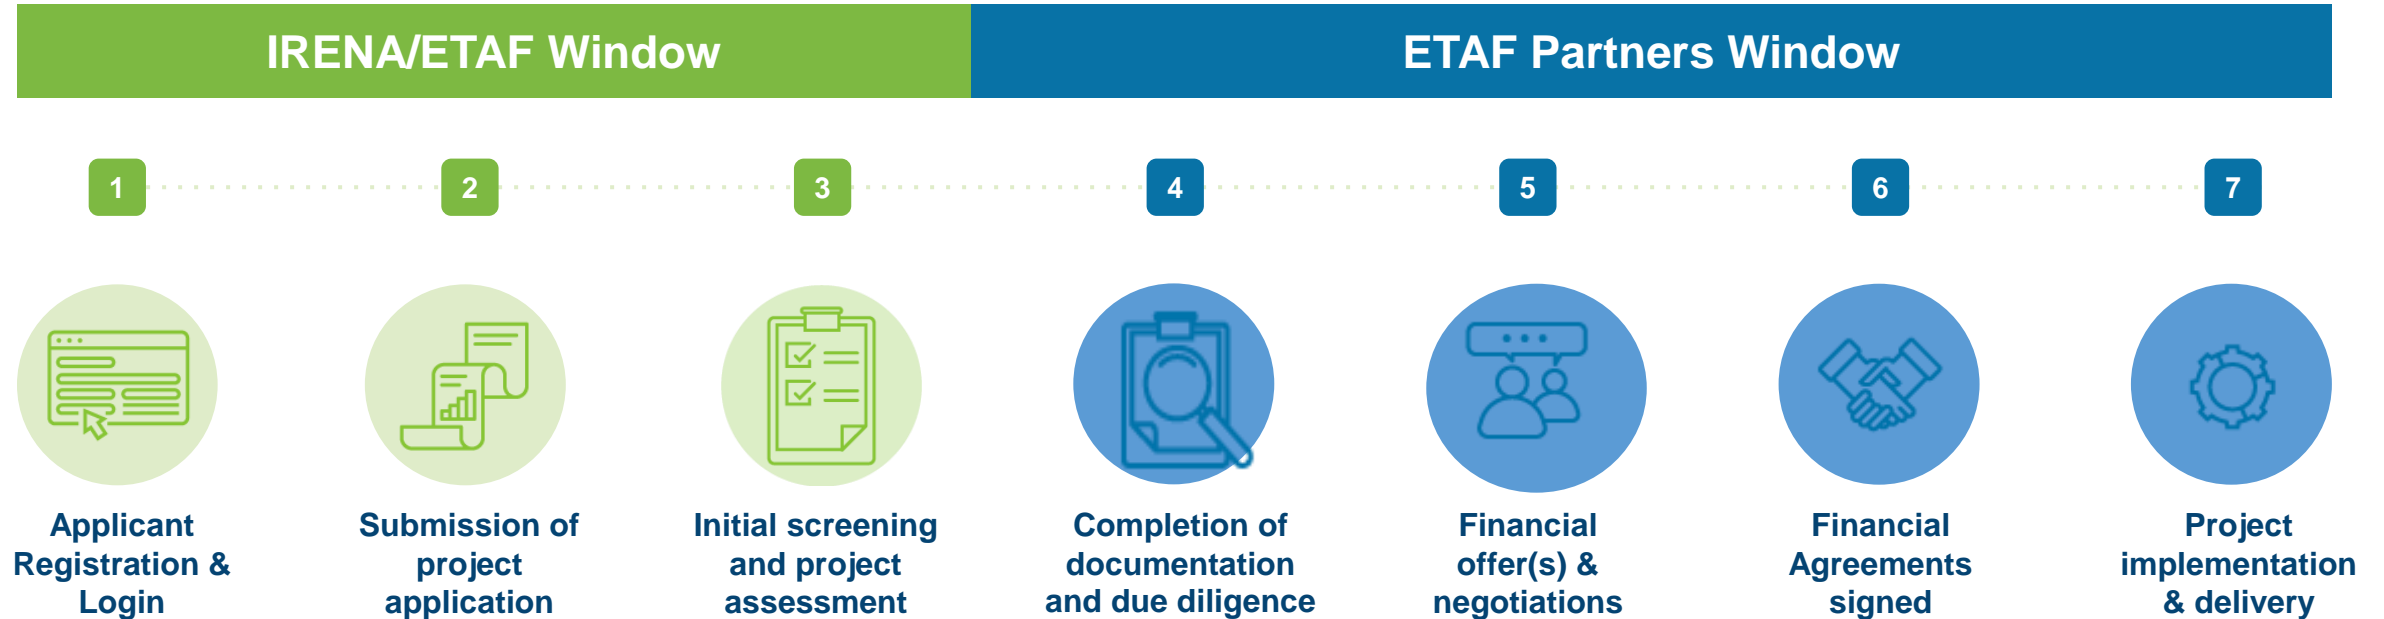 IRENA/ETAF Window
ETAF Partners Window
1
2
3
4
5
6
7
Applicant
Registration &
Login
Submission of
project
application
Initial screening
and project
assessment
Completion of
documentation
and due diligence
Financial
offer(s) &
negotiations
Financial
Agreements
signed
Project
implementation
& delivery